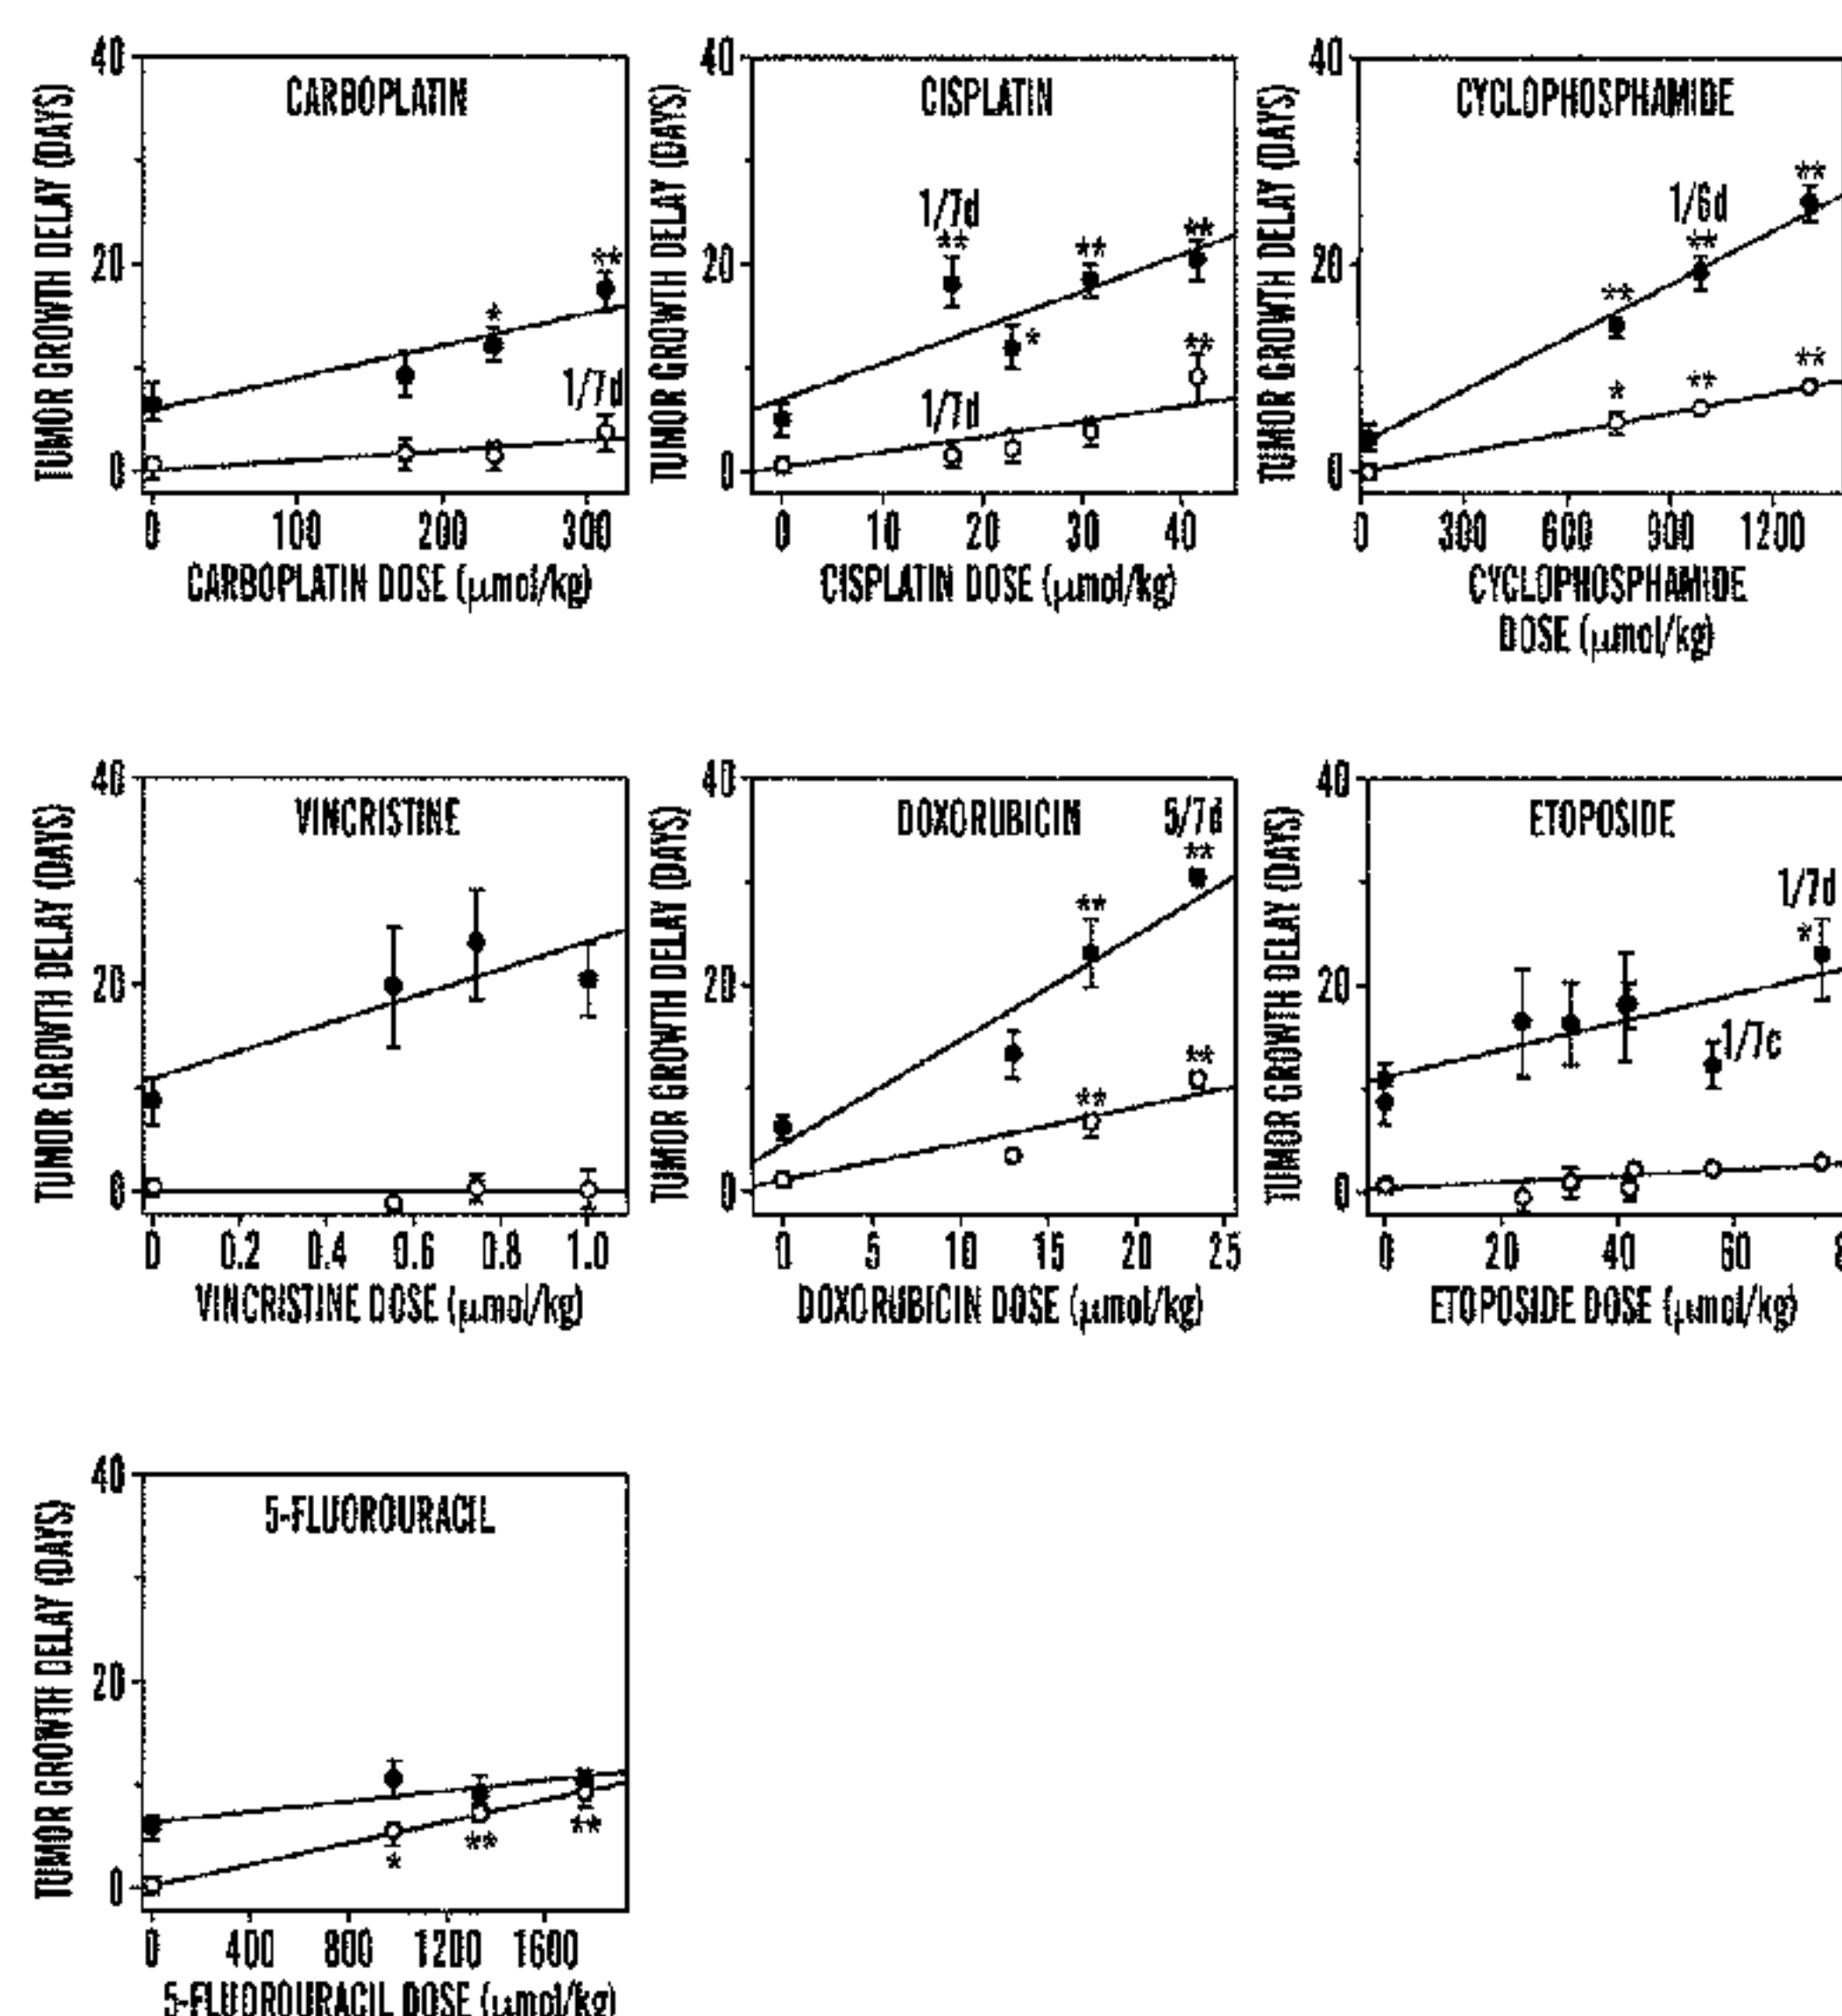 40
20
0
TUMOR GROWTH DELAY (DAYS)
CARBOPLATIN
**
*
1/7d
0 100 200 300
CARBOPLATIN DOSE (µmol/kg)
40
20
0
TUMOR GROWTH DELAY (DAYS)
CISPLATIN
1/7d
** ** **
*
1/7d
**
0 10 20 30 40
CISPLATIN DOSE (µmol/kg)
40
20
0
TUMOR GROWTH DELAY (DAYS)
CYCLOPHOSPHAMIDE
**
1/6d
**
**
* ** **
0 300 600 900 1200
CYCLOPHOSPHAMIDE
DOSE (µmol/kg)
40
20
0
TUMOR GROWTH DELAY (DAYS)
VINCRISTINE
0 0.2 0.4 0.6 0.8 1.0
VINCRISTINE DOSE (µmol/kg)
40
20
0
TUMOR GROWTH DELAY (DAYS)
DOXORUBICIN 5/7d
**
**
**
**
0 5 10 15 20 25
DOXORUBICIN DOSE (µmol/kg)
40
20
0
TUMOR GROWTH DELAY (DAYS)
ETOPOSIDE
1/7d
*
1/7c
0 20 40 60
ETOPOSIDE DOSE (µmol/kg)
40
20
0
TUMOR GROWTH DELAY (DAYS)
5-FLUOROURACIL
* ** **
0 400 800 1200 1600
5-FLUOROURACIL DOSE (µmol/kg)